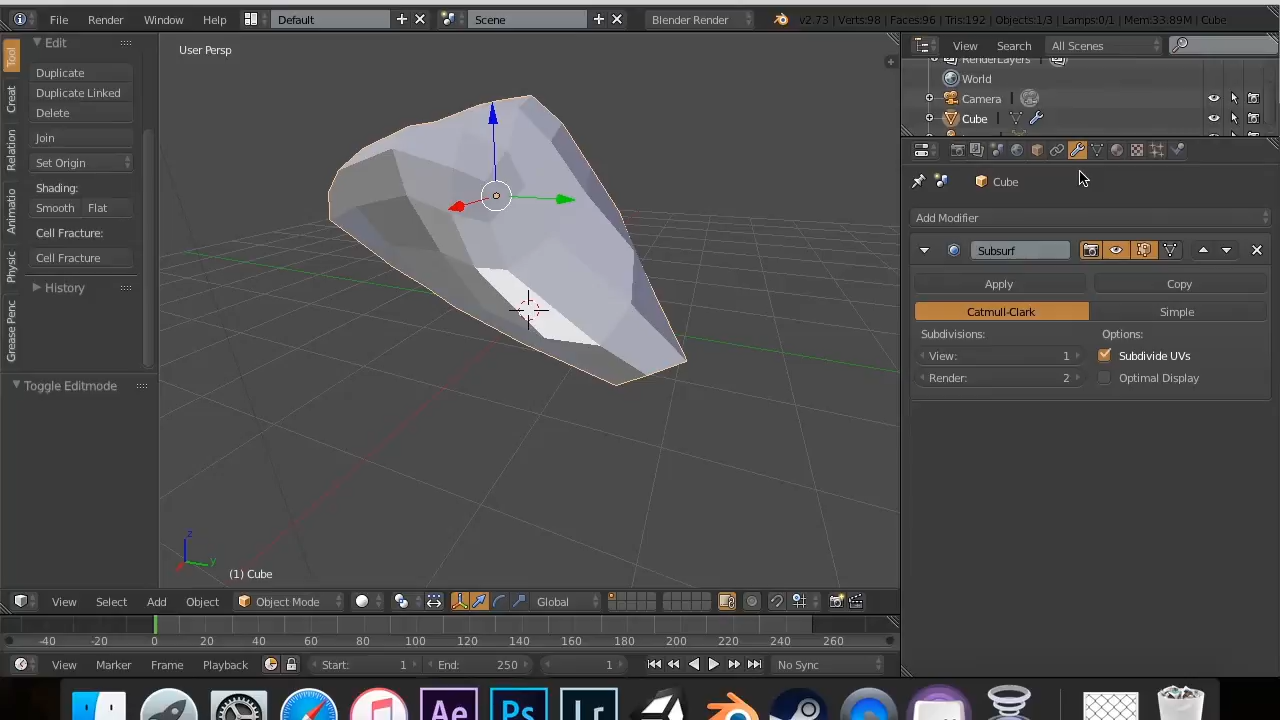 File Render Window Help Default Scene Blender Render v2.73 | Verts:98 | Faces:96 | Tris:192 | Objects:1/3 | Lamps:0/1 | Mem:33.89M | Cube
Edit
User Persp
View Search All Scenes
RenderLayers
Tool
Duplicate
World
Creat
Duplicate Linked
Camera
Delete
Cube
Join
Relation
Set Origin
Cube
Shading:
Animatio
Smooth Flat
Add Modifier
Cell Fracture:
Subsurf
Physic
Cell Fracture
Apply Copy
History
Catmull-Clark Simple
Grease Penc
Subdivisions: Options:
View: 1 Subdivide UVs
Render: 2 Optimal Display
Toggle Editmode
z
y
(1) Cube
View Select Add Object Object Mode Global
-40 -20 0 20 40 60 80 100 120 140 160 180 200 220 240 260
View Marker Frame Playback Start: 1 End: 250 1 No Sync
Ae Ps Lr